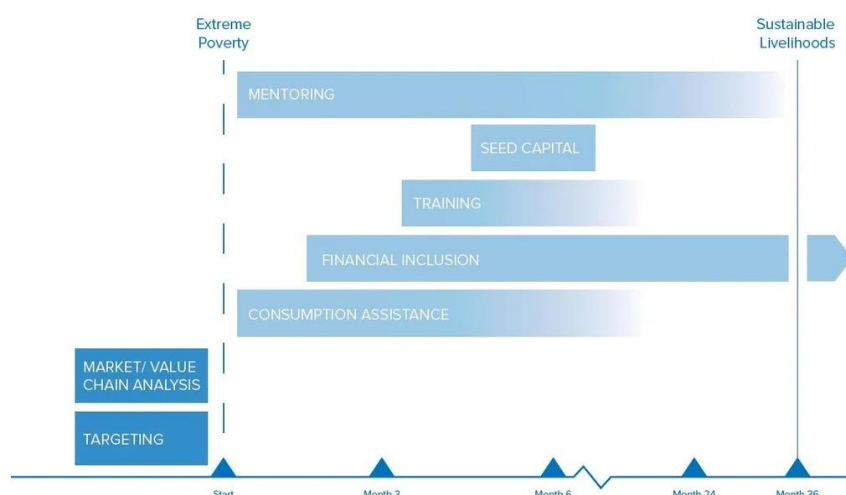 Extreme
Poverty
Sustainable
Livelihoods
MENTORING
SEED CAPITAL
TRAINING
FINANCIAL INCLUSION
CONSUMPTION ASSISTANCE
MARKET/ VALUE
CHAIN ANALYSIS
TARGETING
Start
Month 3
Month 6
Month 24
Month 36